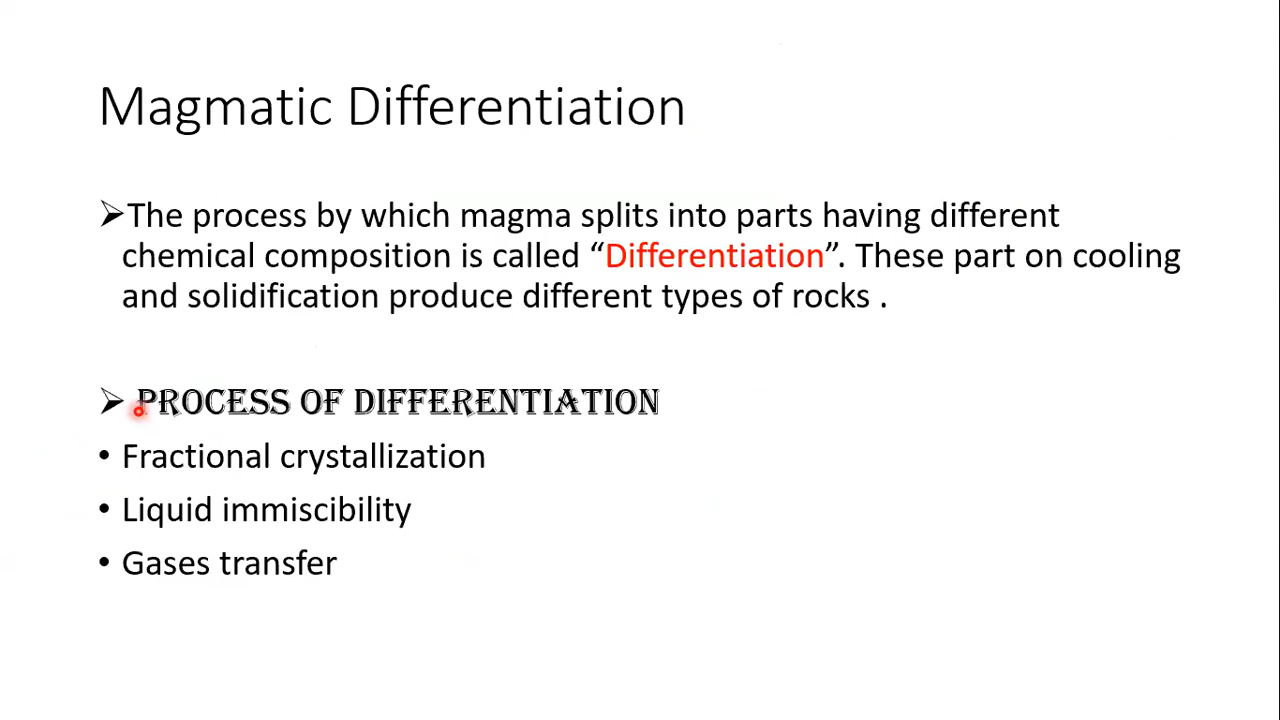 Magmatic Differentiation
➢The process by which magma splits into parts having different
chemical composition is called “Differentiation”. These part on cooling
and solidification produce different types of rocks .
➢ PROCESS OF DIFFERENTIATION
• Fractional crystallization
• Liquid immiscibility
• Gases transfer